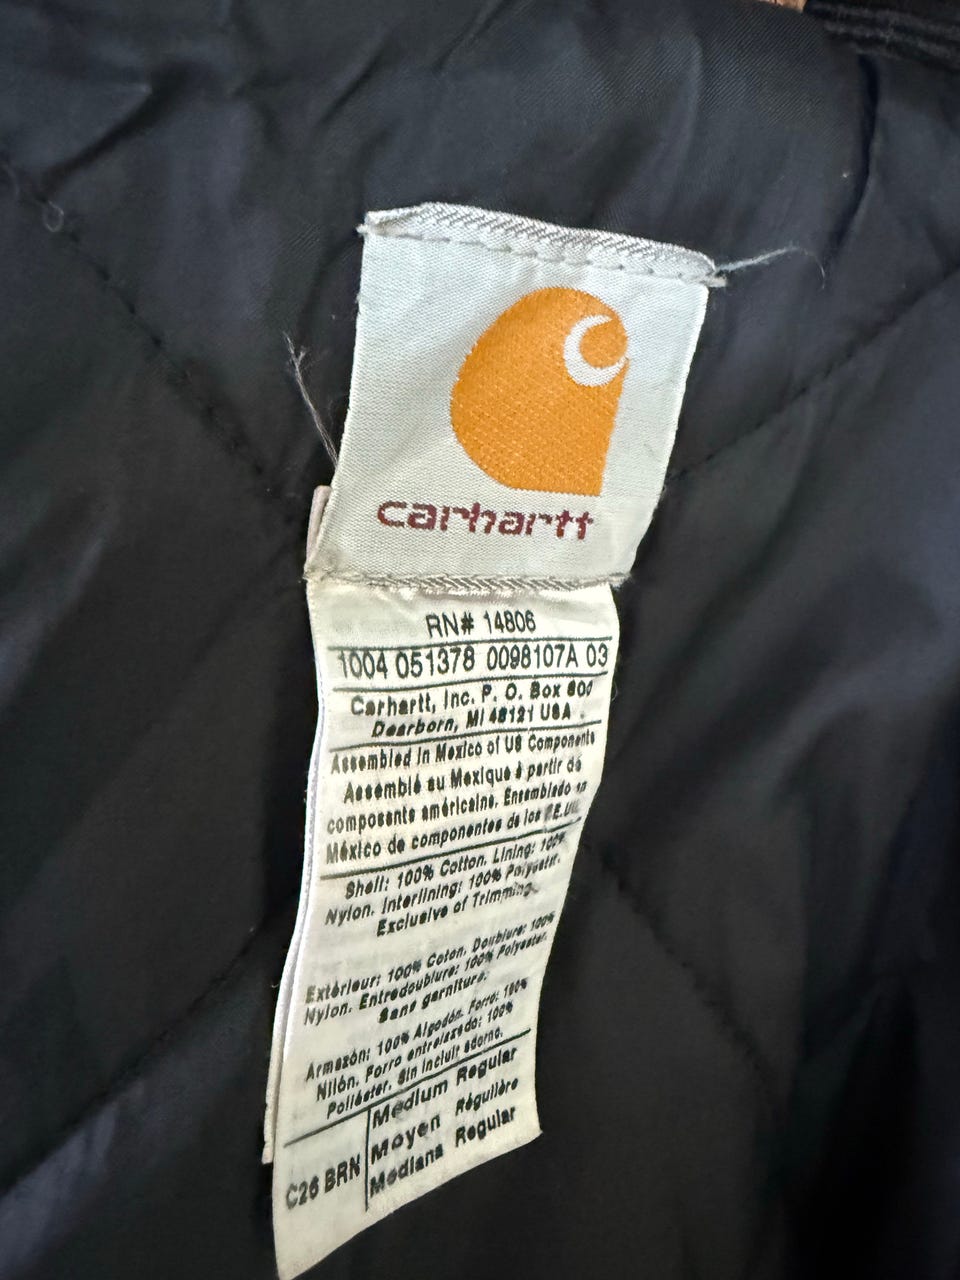 carhartt
RN# 14806
1004 051378 0098107A 03
Carhartt, Inc. P. O. Box 600
Dearborn, MI 48121 USA
Assembled in Mexico of US Components
Assemblé au Mexique à partir de
composants américains. Ensamblado en
México de componentes de los EE.UU.
Shell: 100% Cotton. Lining: 100%
Nylon. Interlining: 100% Polyester.
Exclusive of Trimming.
Extérieur: 100% Coton. Doublure: 100%
Nylon. Entredoublure: 100% Polyester.
Sans garniture.
Armazón: 100% Algodón. Forro: 100%
Nilón. Forro entrelazado: 100%
Poliéster. Sin incluir adorno.
C26 BRN
Medium Regular
Moyen Régulière
Mediana Regular